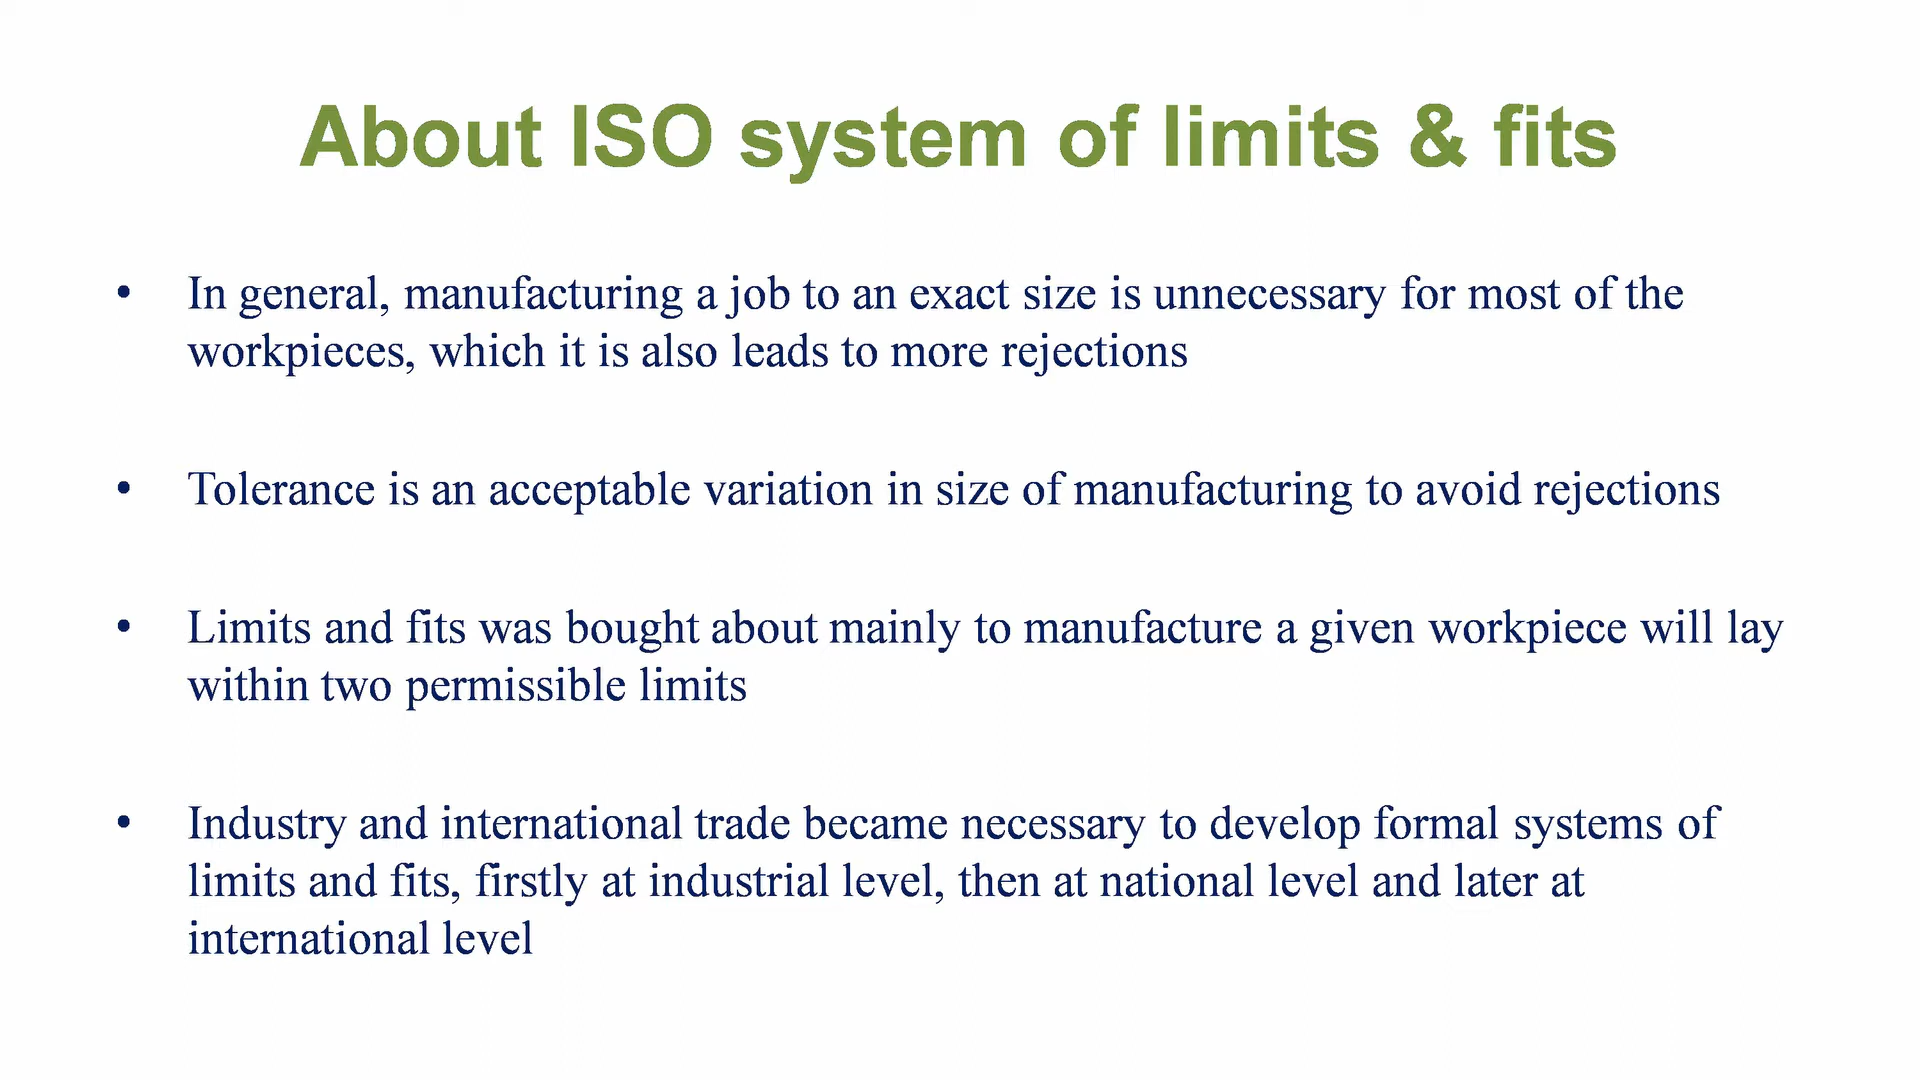 About ISO system of limits & fits
• In general, manufacturing a job to an exact size is unnecessary for most of the
workpieces, which it is also leads to more rejections
• Tolerance is an acceptable variation in size of manufacturing to avoid rejections
• Limits and fits was bought about mainly to manufacture a given workpiece will lay
within two permissible limits
• Industry and international trade became necessary to develop formal systems of
limits and fits, firstly at industrial level, then at national level and later at
international level